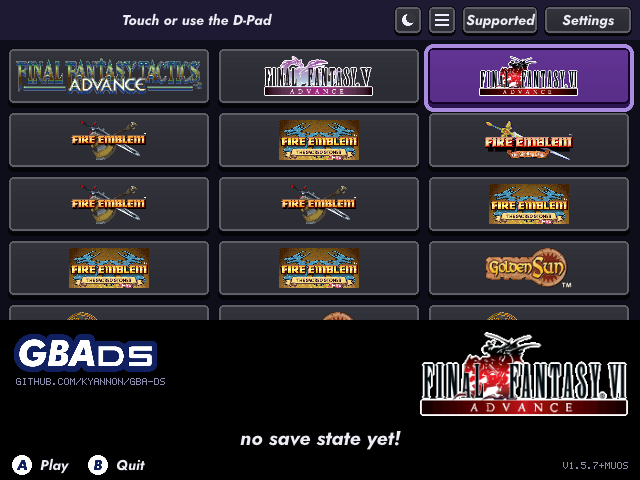 Touch or use the D-Pad
Supported
Settings
FINAL FANTASY TACTICS
ADVANCE
FINAL FANTASY V
ADVANCE
FINAL FANTASY VI
ADVANCE
FIRE EMBLEM
FIRE EMBLEM
THE SACRED STONES
FIRE EMBLEM
FIRE EMBLEM
FIRE EMBLEM
FIRE EMBLEM
THE SACRED STONES
FIRE EMBLEM
THE SACRED STONES
FIRE EMBLEM
THE SACRED STONES
GOLDEN SUN
TM
GBA DS
GITHUB.COM/KYANNON/GBA-DS
FINAL FANTASY VI
ADVANCE
no save state yet!
A Play
B Quit
V1.5.7+MUOS